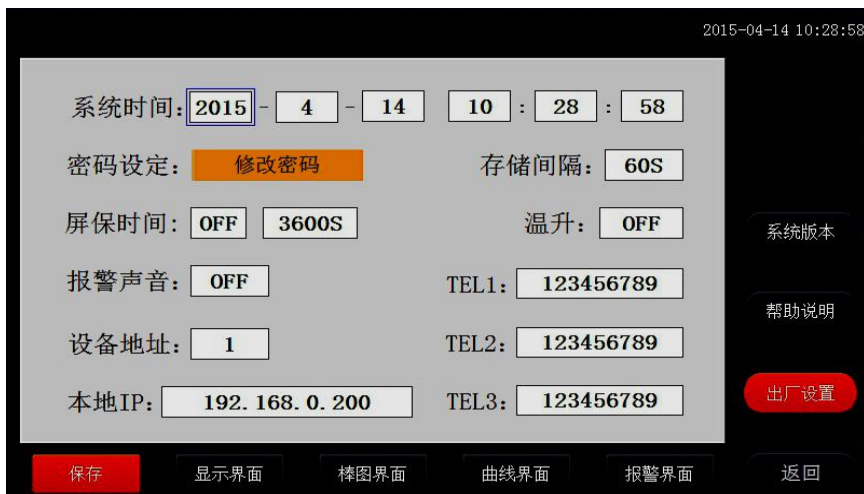 2015-04-14 10:28:58
系统时间: 2015 - 4 - 14 10 : 28 : 58
密码设定: 修改密码 存储间隔: 60S
屏保时间: OFF 3600S 温升: OFF
报警声音: OFF TEL1: 123456789
设备地址: 1 TEL2: 123456789
本地IP: 192.168.0.200 TEL3: 123456789
系统版本
帮助说明
出厂设置
保存 显示界面 棒图界面 曲线界面 报警界面 返回